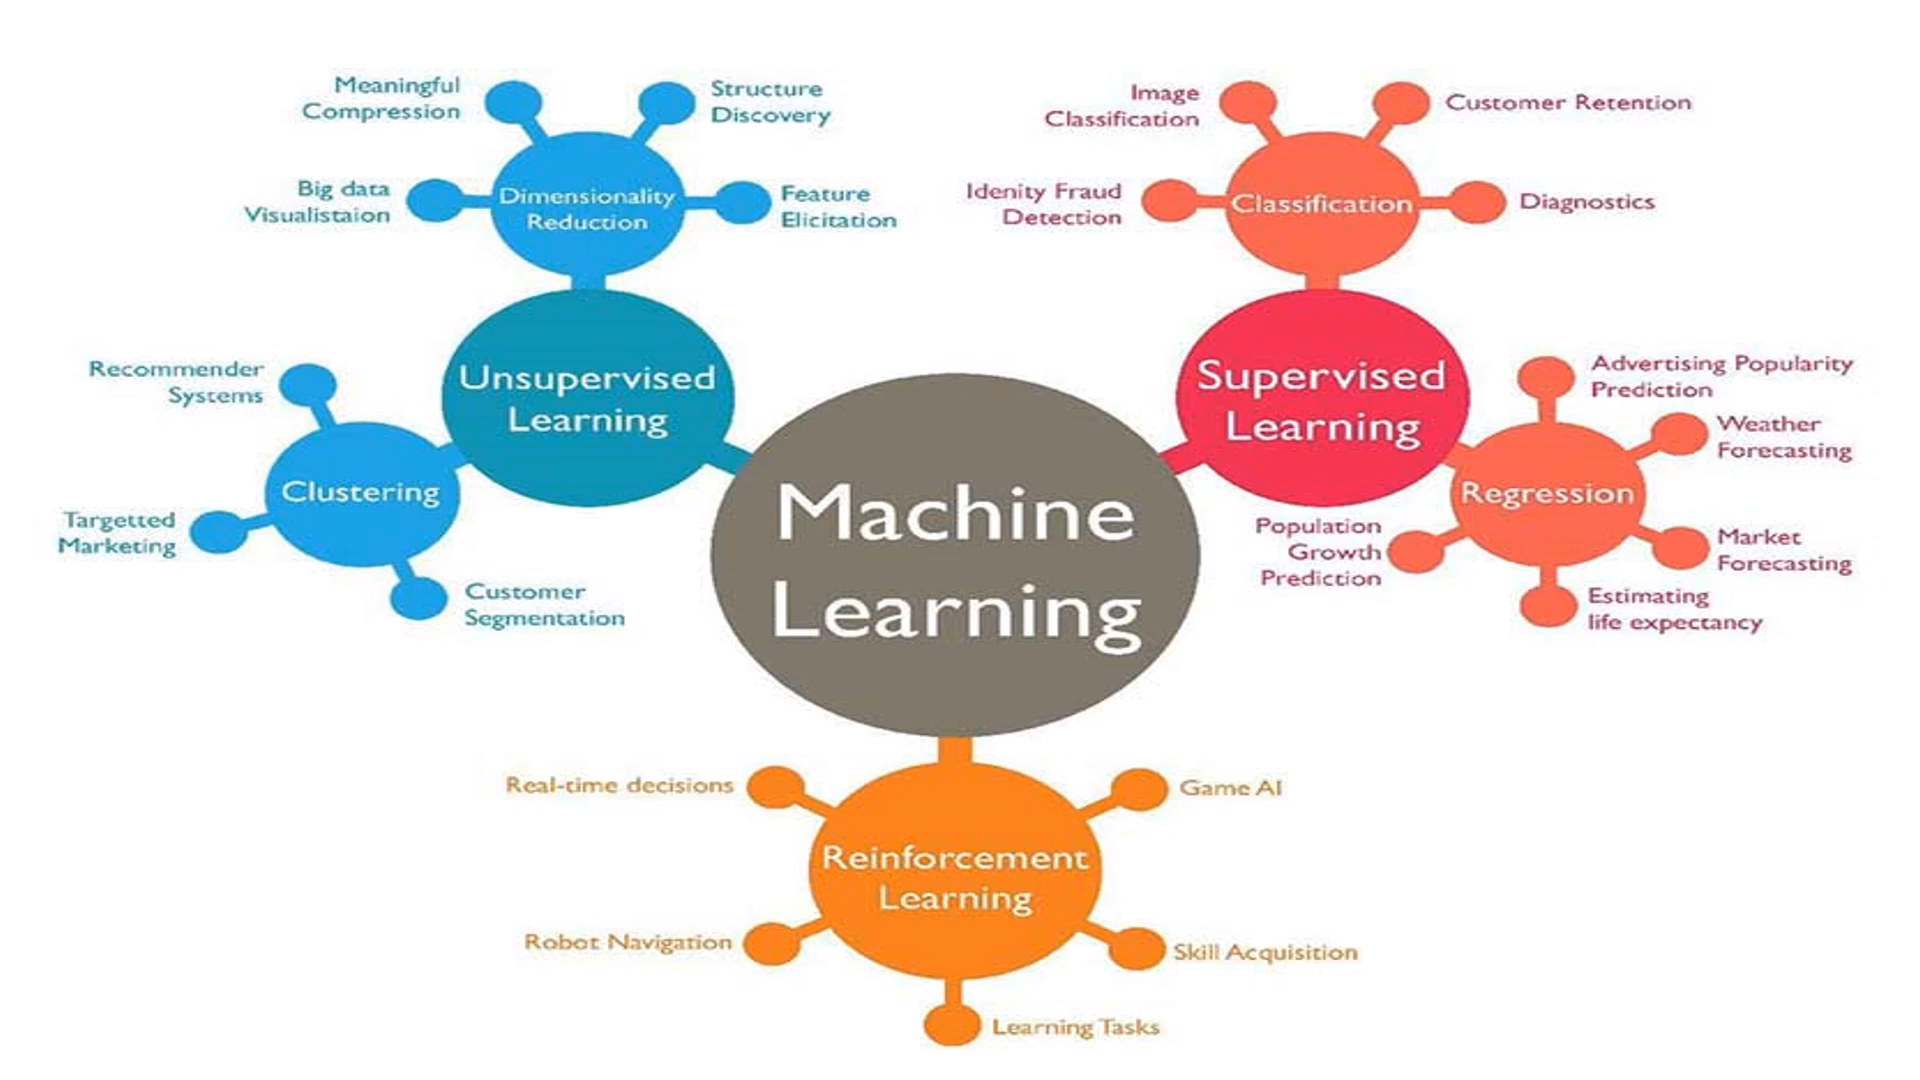 Meaningful
Compression
Structure
Discovery
Big data
Visualistaion
Dimensionality
Reduction
Feature
Elicitation
Image
Classification
Customer Retention
Idenity Fraud
Detection
Classification
Diagnostics
Recommender
Systems
Unsupervised
Learning
Clustering
Targetted
Marketing
Customer
Segmentation
Machine
Learning
Supervised
Learning
Advertising Popularity
Prediction
Weather
Forecasting
Regression
Population
Growth
Prediction
Market
Forecasting
Estimating
life expectancy
Real-time decisions
Game AI
Reinforcement
Learning
Robot Navigation
Skill Acquisition
Learning Tasks